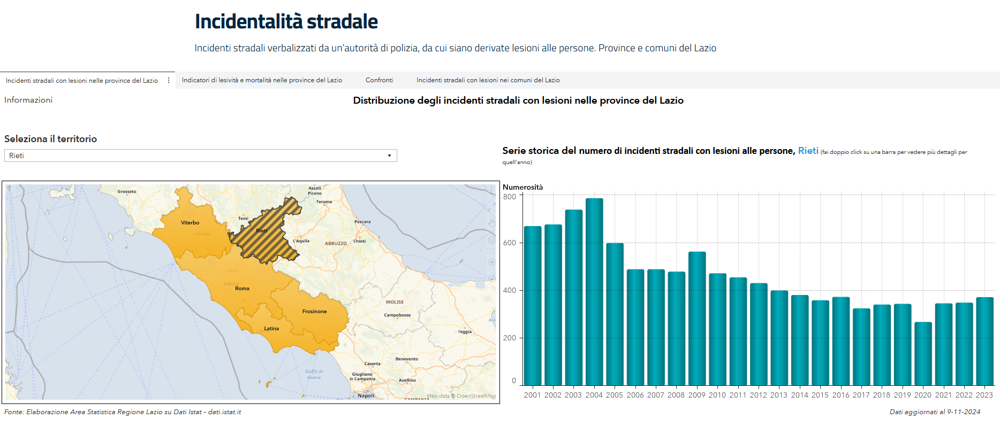 Incidentalità stradale
Incidenti stradali verbalizzati da un'autorità di polizia, da cui siano derivate lesioni alle persone. Province e comuni del Lazio
Incidenti stradali con lesioni nelle province del Lazio
Indicatori di lesività e mortalità nelle province del Lazio
Confronti
Incidenti stradali con lesioni nei comuni del Lazio
Informazioni
Distribuzione degli incidenti stradali con lesioni nelle province del Lazio
Seleziona il territorio
Rieti
Serie storica del numero di incidenti stradali con lesioni alle persone, Rieti (fai doppio click su una barra per vedere più dettagli per
quell'anno)
Grosseto
Ascoli
Piceno
Teramo
Temi
Pescara
Viterbo
Viterbo
Rieti
L'Aquila
ABRUZZO
Chieti
LAZIO
Roma
Roma
MOLISE
Frosinone
Campobasso
Latina
Foggia
Benevento
Caserta
Golfo di
Gaeta
Giugliano
in Campania
Avellino
Napoli
CAMPANIA
Map data © OpenStreetMap
Numerosità
800
600
400
200
0
2001 2002 2003 2004 2005 2006 2007 2008 2009 2010 2011 2012 2013 2014 2015 2016 2017 2018 2019 2020 2021 2022 2023
Fonte: Elaborazione Area Statistica Regione Lazio su Dati Istat – dati.istat.it
Dati aggiornati al 9-11-2024